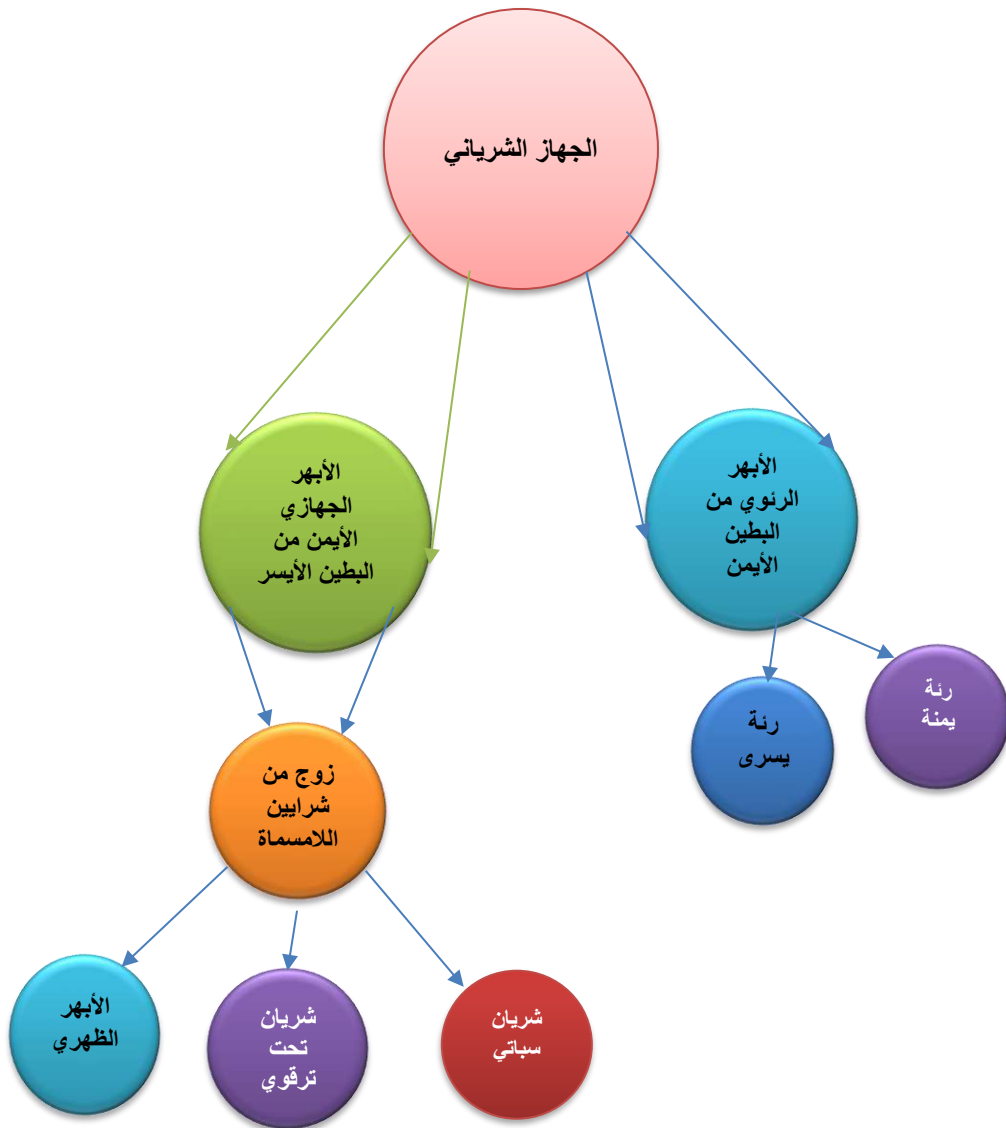 الجهاز الشرياني
الأبهر
الرئوي من
البطين
الأيمن
الأبهر
الجهازي
الأيمن من
البطين الأيسر
رئة
يمنة
رئة
يسرى
زوج من
شرايين
اللامسماة
شريان
سباتي
شريان
تحت
ترقوي
الأبهر
الظهري